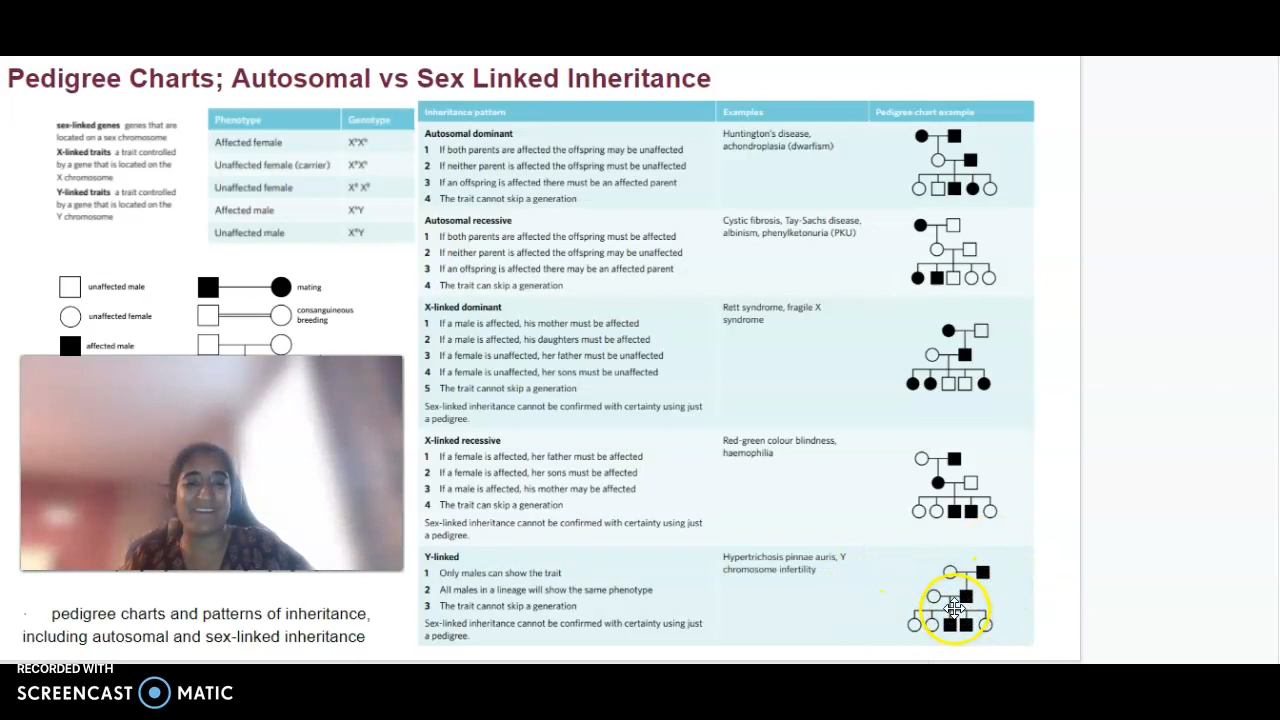 Pedigree Charts; Autosomal vs Sex Linked Inheritance
sex-linked genes genes that are
located on a sex chromosome
X-linked traits a trait controlled
by a gene that is located on the
X chromosome
Y-linked traits a trait controlled
by a gene that is located on the
Y chromosome
Phenotype Genotype
Affected female
Unaffected female (carrier)
Unaffected female
Affected male
Unaffected male
unaffected male
mating
unaffected female
consanguineous
breeding
affected male
Inheritance pattern Examples Pedigree chart example
Autosomal dominant
1 If both parents are affected the offspring may be unaffected
2 If neither parent is affected the offspring must be unaffected
3 If an offspring is affected there must be an affected parent
4 The trait cannot skip a generation
Huntington's disease,
achondroplasia (dwarfism)
Autosomal recessive
1 If both parents are affected the offspring must be affected
2 If neither parent is affected the offspring may be unaffected
3 If an offspring is affected there may be an affected parent
4 The trait can skip a generation
Cystic fibrosis, Tay-Sachs disease,
albinism, phenylketonuria (PKU)
X-linked dominant
1 If a male is affected, his mother must be affected
2 If a male is affected, his daughters must be affected
3 If a female is unaffected, her father must be unaffected
4 If a female is unaffected, her sons must be unaffected
5 The trait cannot skip a generation
Sex-linked inheritance cannot be confirmed with certainty using just
a pedigree.
Rett syndrome, fragile X
syndrome
X-linked recessive
1 If a female is affected, her father must be affected
2 If a female is affected, her sons must be affected
3 If a male is affected, his mother may be affected
4 The trait can skip a generation
Sex-linked inheritance cannot be confirmed with certainty using just
a pedigree.
Red-green colour blindness,
haemophilia
Y-linked
1 Only males can show the trait
2 All males in a lineage will show the same phenotype
3 The trait cannot skip a generation
Sex-linked inheritance cannot be confirmed with certainty using just
a pedigree.
Hypertrichosis pinnae auris, Y
chromosome infertility
pedigree charts and patterns of inheritance,
including autosomal and sex-linked inheritance
RECORDED WITH
SCREENCAST MATIC